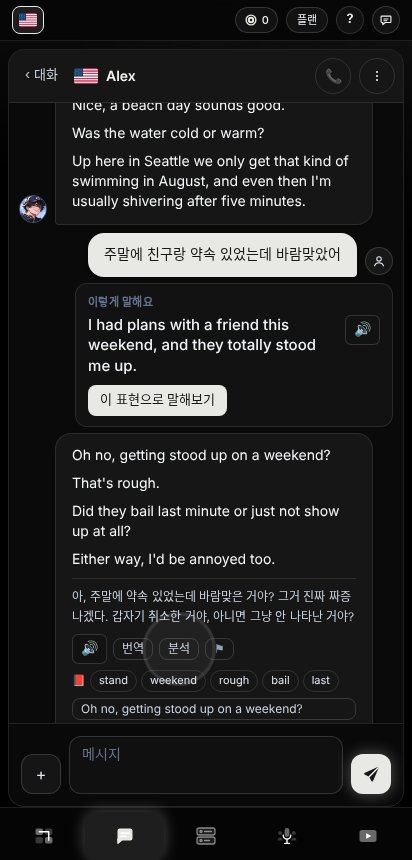 0
플랜
?
‹ 대화
Alex
Nice, a beach day sounds good.
Was the water cold or warm?
Up here in Seattle we only get that kind of
swimming in August, and even then I'm
usually shivering after five minutes.
주말에 친구랑 약속 있었는데 바람맞았어
이렇게 말해요
I had plans with a friend this
weekend, and they totally stood
me up.
이 표현으로 말해보기
Oh no, getting stood up on a weekend?
That's rough.
Did they bail last minute or just not show
up at all?
Either way, I'd be annoyed too.
아, 주말에 약속 있었는데 바람맞은 거야? 그거 진짜 짜증
나겠다. 갑자기 취소한 거야, 아니면 그냥 안 나타난 거야?
번역
분석
stand
weekend
rough
bail
last
Oh no, getting stood up on a weekend?
+
메시지